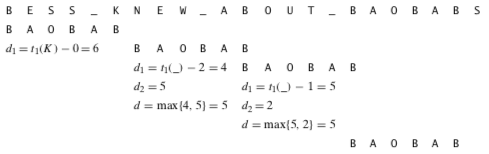 B E S S _ K N E W _ A B O U T _ B A O B A B S
B A O B A B
d₁ = t₁(K) − 0 = 6 B A O B A B
d₁ = t₁(_) − 2 = 4 B A O B A B
d₂ = 5 d₁ = t₁(_) − 1 = 5
d = max{4, 5} = 5 d₂ = 2
d = max{5, 2} = 5
B A O B A B